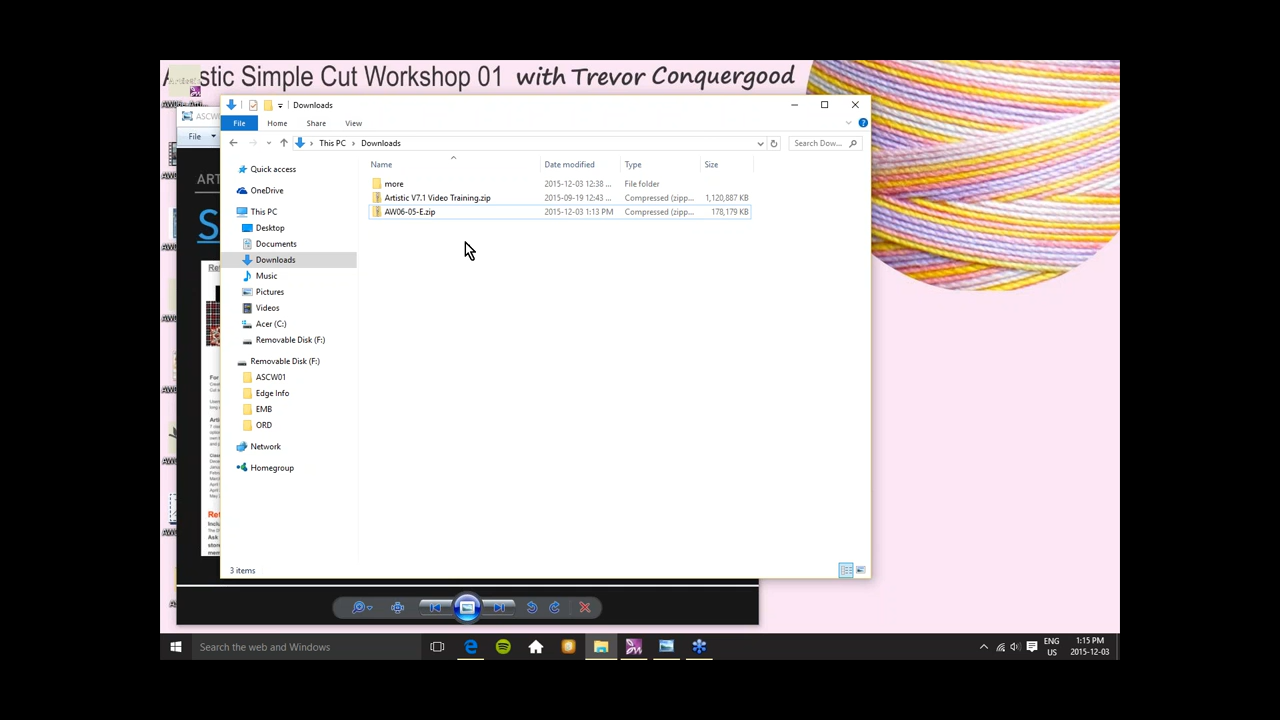 stic Simple Cut Workshop 01 with Trevor Conquergood
Downloads
File Home Share View
This PC Downloads
Search Dow...
Name Date modified Type Size
more 2015-12-03 12:38 ... File folder
Artistic V7.1 Video Training.zip 2015-09-19 12:43 ... Compressed (zipp... 1,120,887 KB
AW06-05-E.zip 2015-12-03 1:13 PM Compressed (zipp... 178,179 KB
Quick access
OneDrive
This PC
Desktop
Documents
Downloads
Music
Pictures
Videos
Acer (C:)
Removable Disk (F:)
Removable Disk (F:)
ASCW01
Edge Info
EMB
ORD
Network
Homegroup
3 items
ASCW
File
ART
S
Search the web and Windows
ENG
US
1:15 PM
2015-12-03